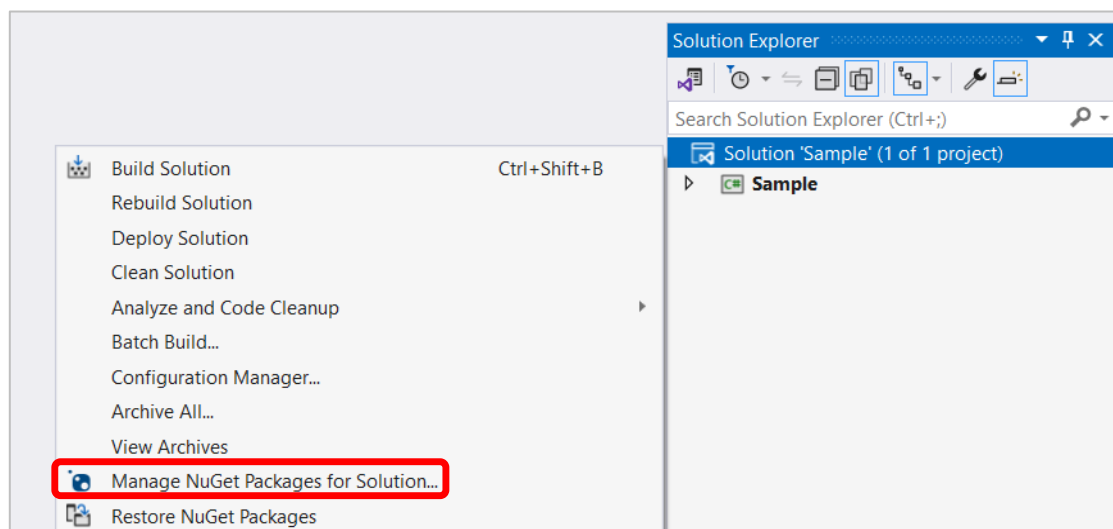 Solution Explorer
Search Solution Explorer (Ctrl+;)
Solution 'Sample' (1 of 1 project)
C# Sample
Build Solution Ctrl+Shift+B
Rebuild Solution
Deploy Solution
Clean Solution
Analyze and Code Cleanup
Batch Build...
Configuration Manager...
Archive All...
View Archives
Manage NuGet Packages for Solution...
Restore NuGet Packages